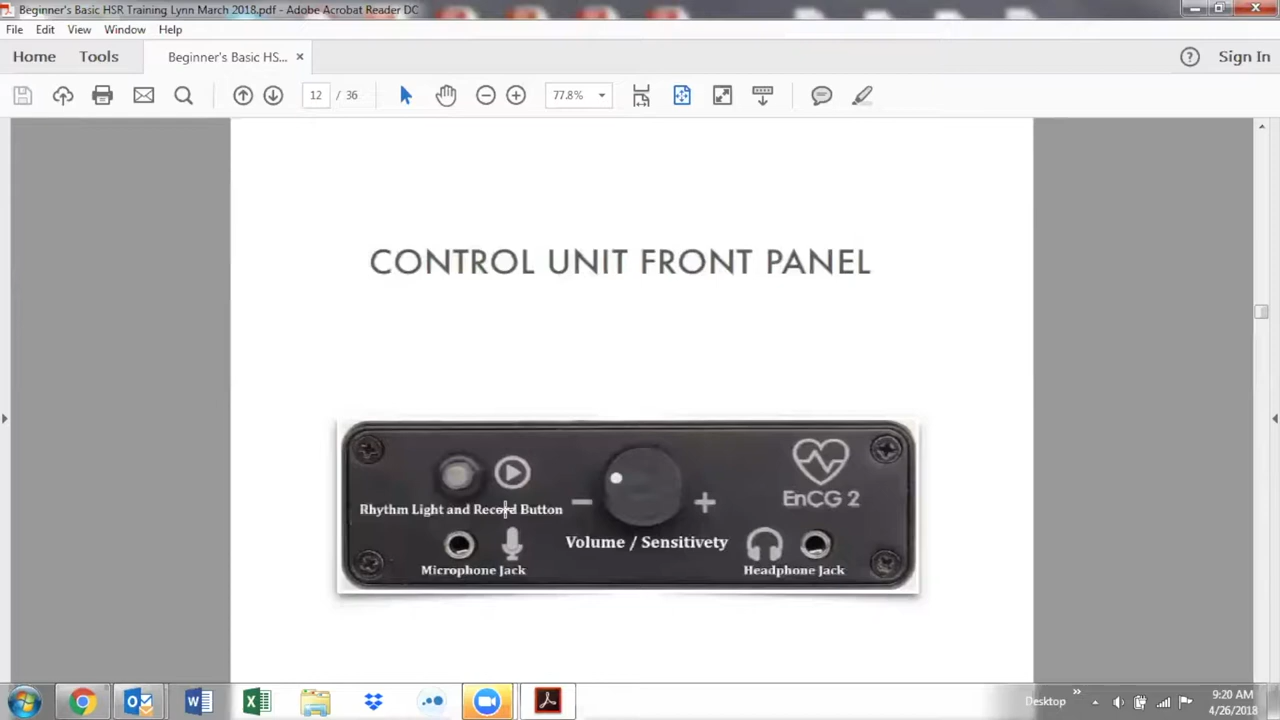 Beginner's Basic HSR Training Lynn March 2018.pdf - Adobe Acrobat Reader DC
File Edit View Window Help
Home Tools Beginner's Basic HS... × ? Sign In
12 / 36 77.8%
CONTROL UNIT FRONT PANEL
EnCG 2
Rhythm Light and Record Button
− +
Volume / Sensitivety
Microphone Jack
Headphone Jack
Desktop
9:20 AM
4/26/2018